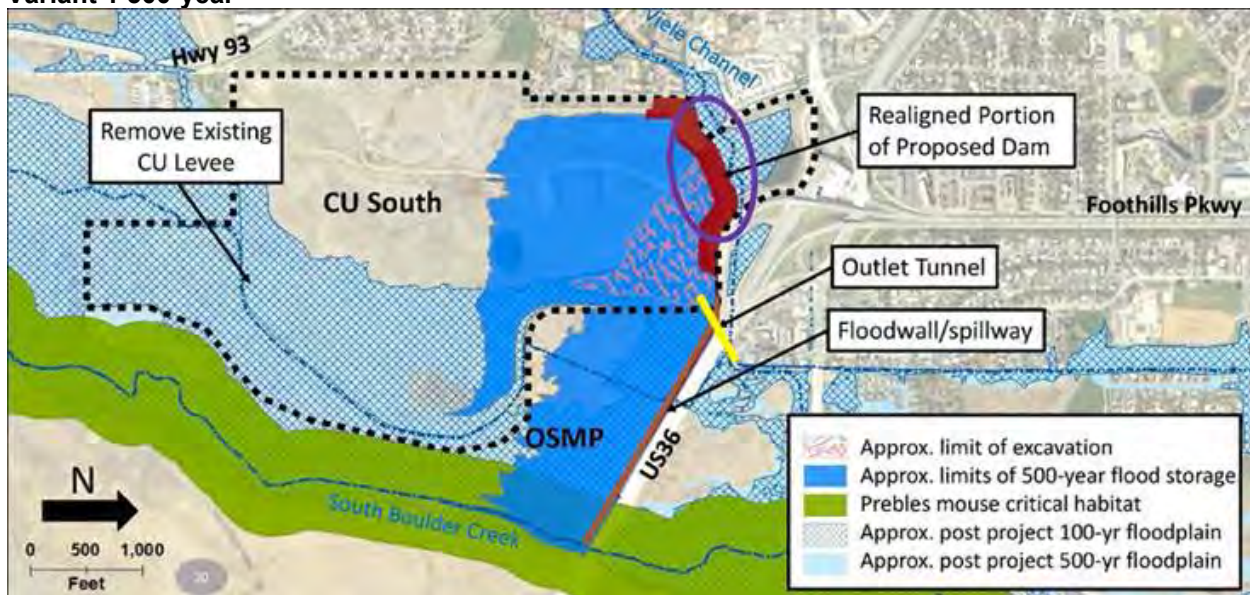 Variant 1 500-year
Hwy 93
Viele Channel
Remove Existing
CU Levee
Realigned Portion
of Proposed Dam
CU South
Foothills Pkwy
Outlet Tunnel
Floodwall/spillway
OSMP
US36
South Boulder Creek
N
0 500 1,000
Feet
30
Approx. limit of excavation
Approx. limits of 500-year flood storage
Prebles mouse critical habitat
Approx. post project 100-yr floodplain
Approx. post project 500-yr floodplain